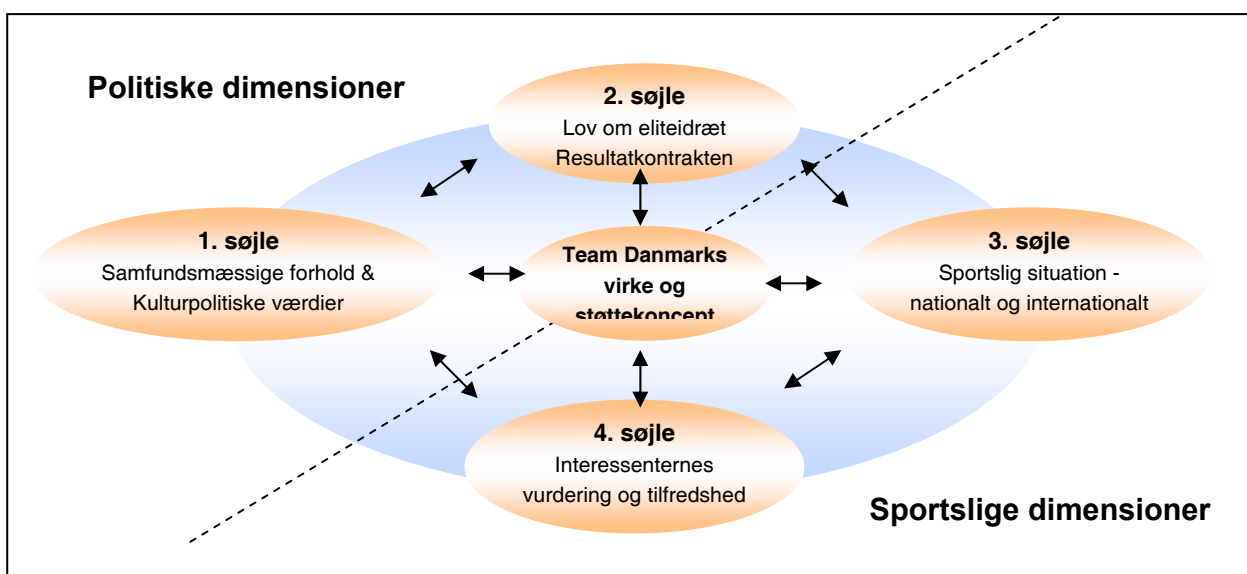 Politiske dimensioner
2. søjle
Lov om eliteidræt
Resultatkontrakten
1. søjle
Samfundsmæssige forhold &
Kulturpolitiske værdier
Team Danmarks
virke og
støttekoncept
3. søjle
Sportslig situation -
nationalt og internationalt
4. søjle
Interessenternes
vurdering og tilfredshed
Sportslige dimensioner